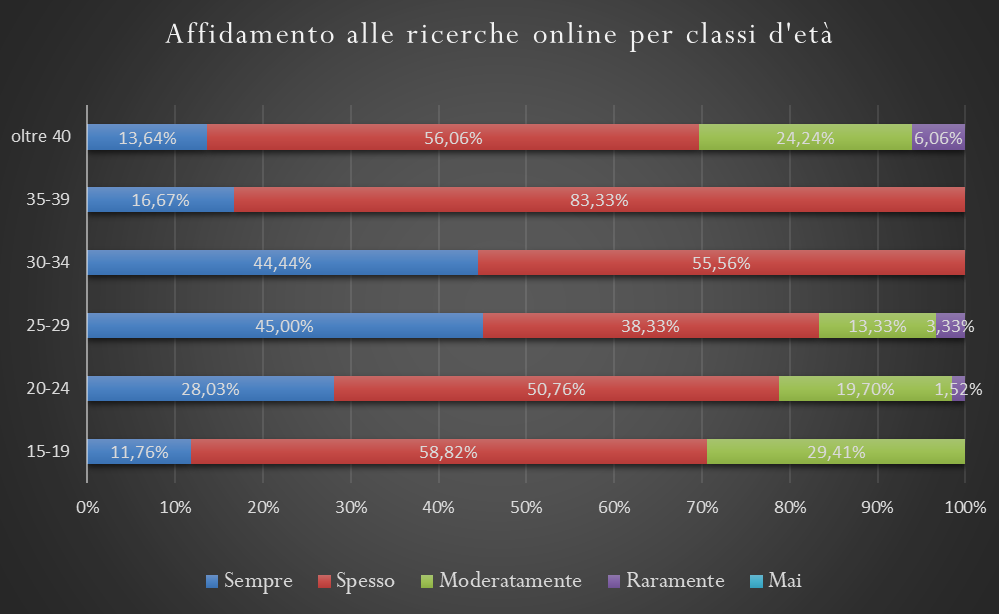 Affidamento alle ricerche online per classi d'età
oltre 40 13,64% 56,06% 24,24% 6,06%
35-39 16,67% 83,33%
30-34 44,44% 55,56%
25-29 45,00% 38,33% 13,33% 3,33%
20-24 28,03% 50,76% 19,70% 1,52%
15-19 11,76% 58,82% 29,41%
0% 10% 20% 30% 40% 50% 60% 70% 80% 90% 100%
Sempre Spesso Moderatamente Raramente Mai